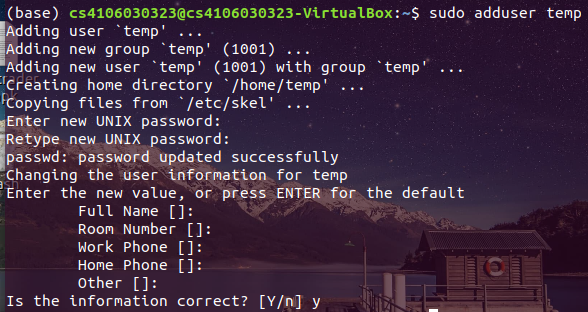 (base) cs4106030323@cs4106030323-VirtualBox:~$ sudo adduser temp
Adding user `temp' ...
Adding new group `temp' (1001) ...
Adding new user `temp' (1001) with group `temp' ...
Creating home directory `/home/temp' ...
Copying files from `/etc/skel' ...
Enter new UNIX password:
Retype new UNIX password:
passwd: password updated successfully
Changing the user information for temp
Enter the new value, or press ENTER for the default
Full Name []:
Room Number []:
Work Phone []:
Home Phone []:
Other []:
Is the information correct? [Y/n] y